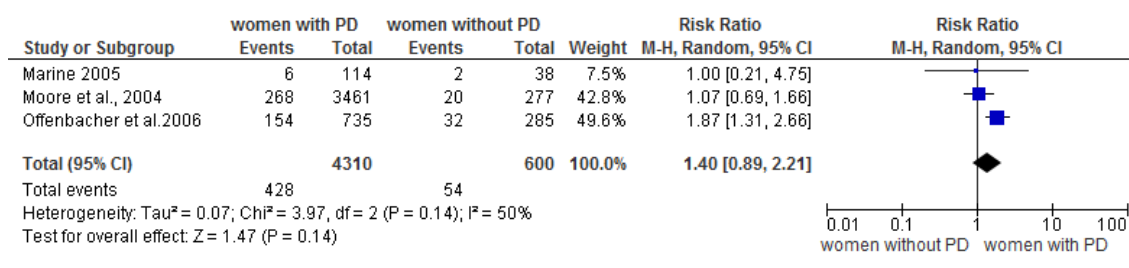 women with PD women without PD Risk Ratio Risk Ratio
Study or Subgroup Events Total Events Total Weight M-H, Random, 95% CI M-H, Random, 95% CI
Marine 2005 6 114 2 38 7.5% 1.00 [0.21, 4.75]
Moore et al., 2004 268 3461 20 277 42.8% 1.07 [0.69, 1.66]
Offenbacher et al.2006 154 735 32 285 49.6% 1.87 [1.31, 2.66]
Total (95% CI) 4310 600 100.0% 1.40 [0.89, 2.21]
Total events 428 54
Heterogeneity: Tau² = 0.07; Chi² = 3.97, df = 2 (P = 0.14); I² = 50%
Test for overall effect: Z = 1.47 (P = 0.14)
0.01 0.1 1 10 100
women without PD women with PD